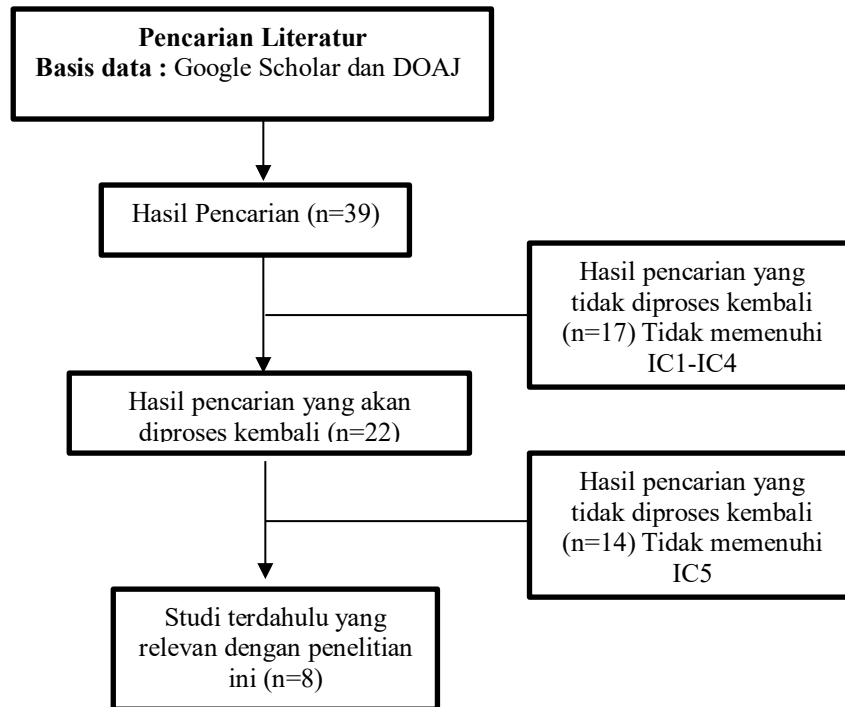 Pencarian Literatur
Basis data : Google Scholar dan DOAJ
Hasil Pencarian (n=39)
Hasil pencarian yang
tidak diproses kembali
(n=17) Tidak memenuhi
IC1-IC4
Hasil pencarian yang akan
diproses kembali (n=22)
Hasil pencarian yang
tidak diproses kembali
(n=14) Tidak memenuhi
IC5
Studi terdahulu yang
relevan dengan penelitian
ini (n=8)